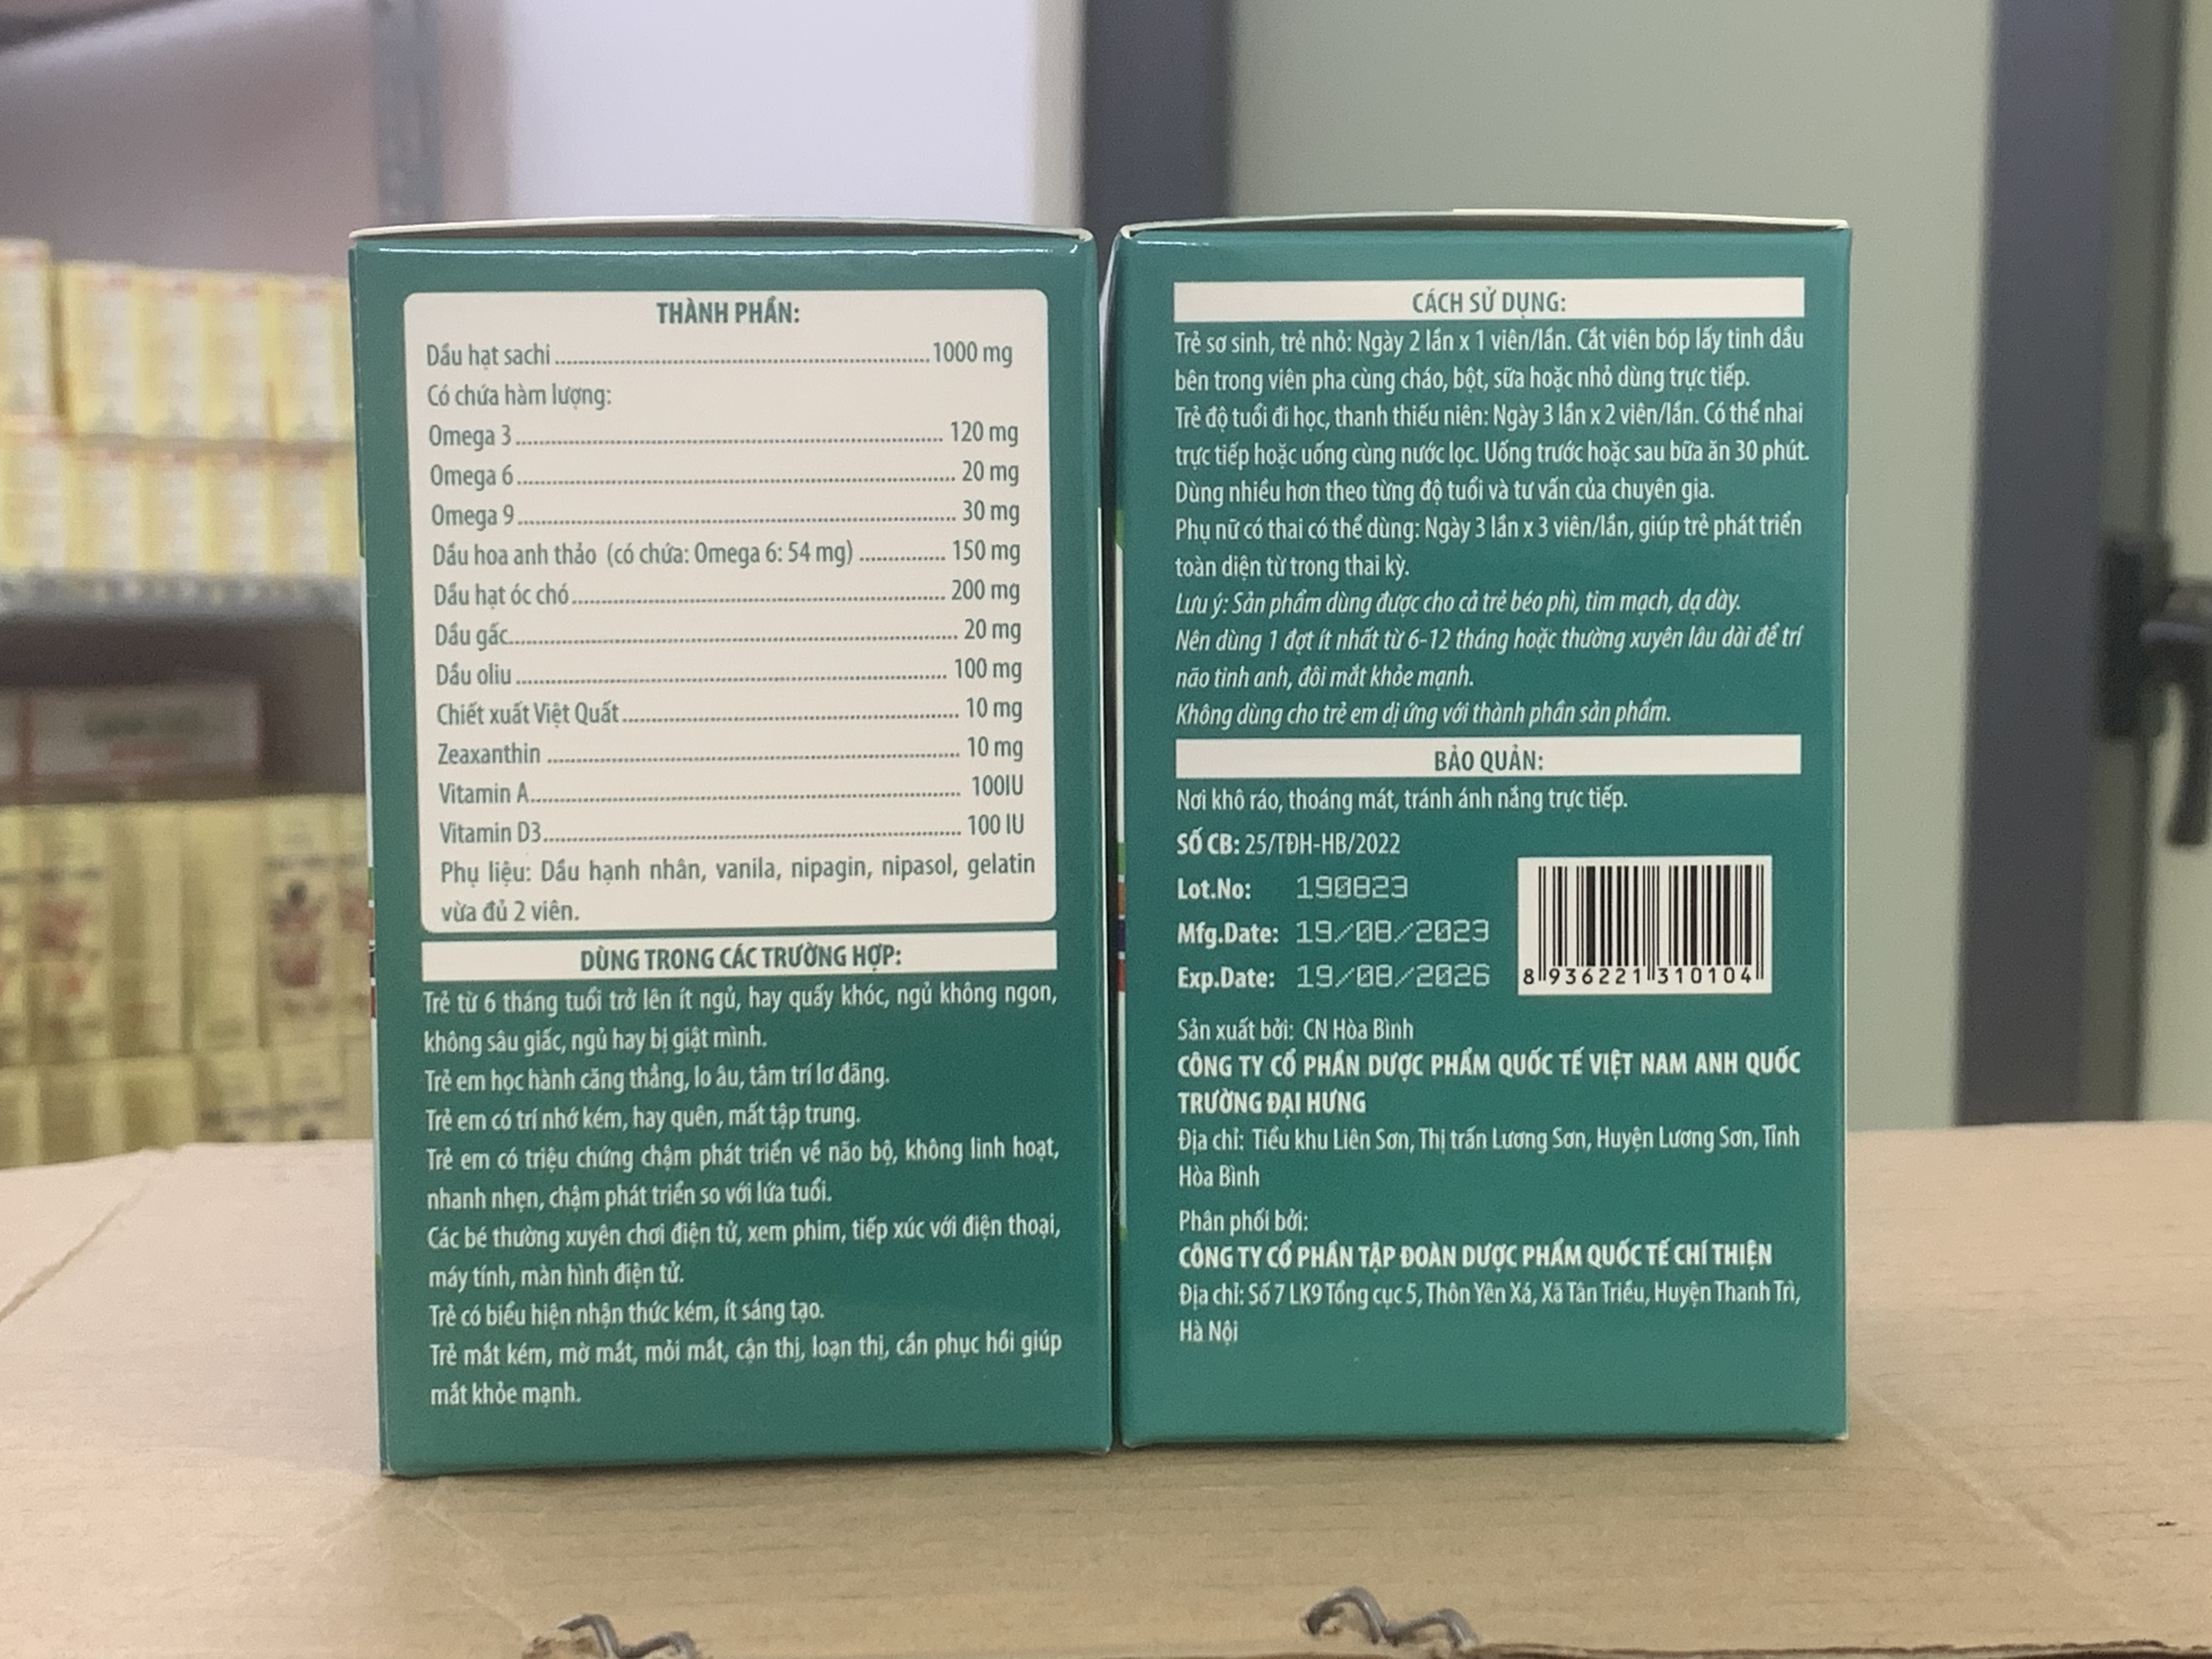 THÀNH PHẦN:
Dầu hạt sachi ........ 1000 mg
Có chứa hàm lượng:
Omega 3 ........ 120 mg
Omega 6 ........ 20 mg
Omega 9 ........ 30 mg
Dầu hoa anh thảo (có chứa: Omega 6: 54 mg) ........ 150 mg
Dầu hạt óc chó ........ 200 mg
Dầu gấc ........ 20 mg
Dầu oliu ........ 100 mg
Chiết xuất Việt Quất ........ 10 mg
Zeaxanthin ........ 10 mg
Vitamin A ........ 100IU
Vitamin D3 ........ 100 IU
Phụ liệu: Dầu hạnh nhân, vanila, nipagin, nipasol, gelatin
vừa đủ 2 viên.
DÙNG TRONG CÁC TRƯỜNG HỢP:
Trẻ từ 6 tháng tuổi trở lên ít ngủ, hay quấy khóc, ngủ không ngon,
không sâu giấc, ngủ hay bị giật mình.
Trẻ em học hành căng thẳng, lo âu, tâm trí lơ đãng.
Trẻ em có trí nhớ kém, hay quên, mất tập trung.
Trẻ em có triệu chứng chậm phát triển về não bộ, không linh hoạt,
nhanh nhẹn, chậm phát triển so với lứa tuổi.
Các bé thường xuyên chơi điện tử, xem phim, tiếp xúc với điện thoại,
máy tính, màn hình điện tử.
Trẻ có biểu hiện nhận thức kém, ít sáng tạo.
Trẻ mắt kém, mờ mắt, mỏi mắt, cận thị, loạn thị, cần phục hồi giúp
mắt khỏe mạnh.
CÁCH SỬ DỤNG:
Trẻ sơ sinh, trẻ nhỏ: Ngày 2 lần x 1 viên/lần. Cắt viên bóp lấy tinh dầu
bên trong viên pha cùng cháo, bột, sữa hoặc nhỏ dùng trực tiếp.
Trẻ độ tuổi đi học, thanh thiếu niên: Ngày 3 lần x 2 viên/lần. Có thể nhai
trực tiếp hoặc uống cùng nước lọc. Uống trước hoặc sau bữa ăn 30 phút.
Dùng nhiều hơn theo từng độ tuổi và tư vấn của chuyên gia.
Phụ nữ có thai có thể dùng: Ngày 3 lần x 3 viên/lần, giúp trẻ phát triển
toàn diện từ trong thai kỳ.
Lưu ý: Sản phẩm dùng được cho cả trẻ béo phì, tim mạch, dạ dày.
Nên dùng 1 đợt ít nhất từ 6-12 tháng hoặc thường xuyên lâu dài để trí
não tinh anh, đôi mắt khỏe mạnh.
Không dùng cho trẻ em dị ứng với thành phần sản phẩm.
BẢO QUẢN:
Nơi khô ráo, thoáng mát, tránh ánh nắng trực tiếp.
SỐ CB: 25/TĐH-HB/2022
Lot.No: 190823
Mfg.Date: 19/08/2023
Exp.Date: 19/08/2026
8 936221 310104
Sản xuất bởi: CN Hòa Bình
CÔNG TY CỔ PHẦN DƯỢC PHẨM QUỐC TẾ VIỆT NAM ANH QUỐC
TRƯỜNG ĐẠI HƯNG
Địa chỉ: Tiểu khu Liên Sơn, Thị trấn Lương Sơn, Huyện Lương Sơn, Tỉnh
Hòa Bình
Phân phối bởi:
CÔNG TY CỔ PHẦN TẬP ĐOÀN DƯỢC PHẨM QUỐC TẾ CHÍ THIỆN
Địa chỉ: Số 7 LK9 Tổng cục 5, Thôn Yên Xá, Xã Tân Triều, Huyện Thanh Trì,
Hà Nội